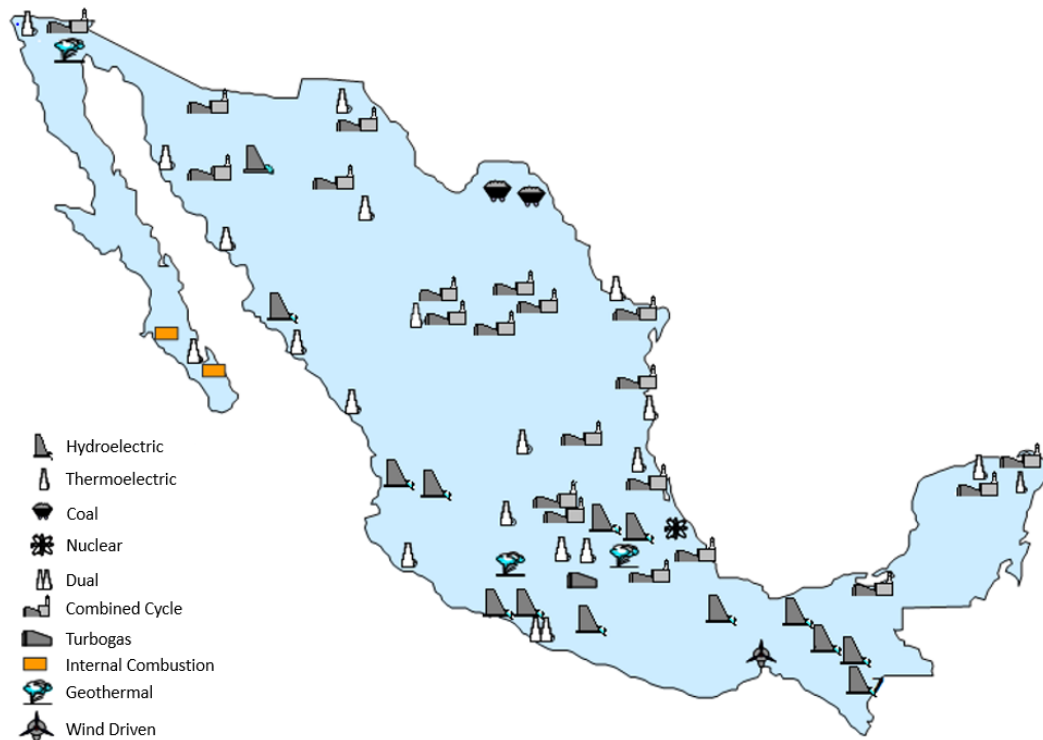 Hydroelectric
Thermoelectric
Coal
Nuclear
Dual
Combined Cycle
Turbogas
Internal Combustion
Geothermal
Wind Driven